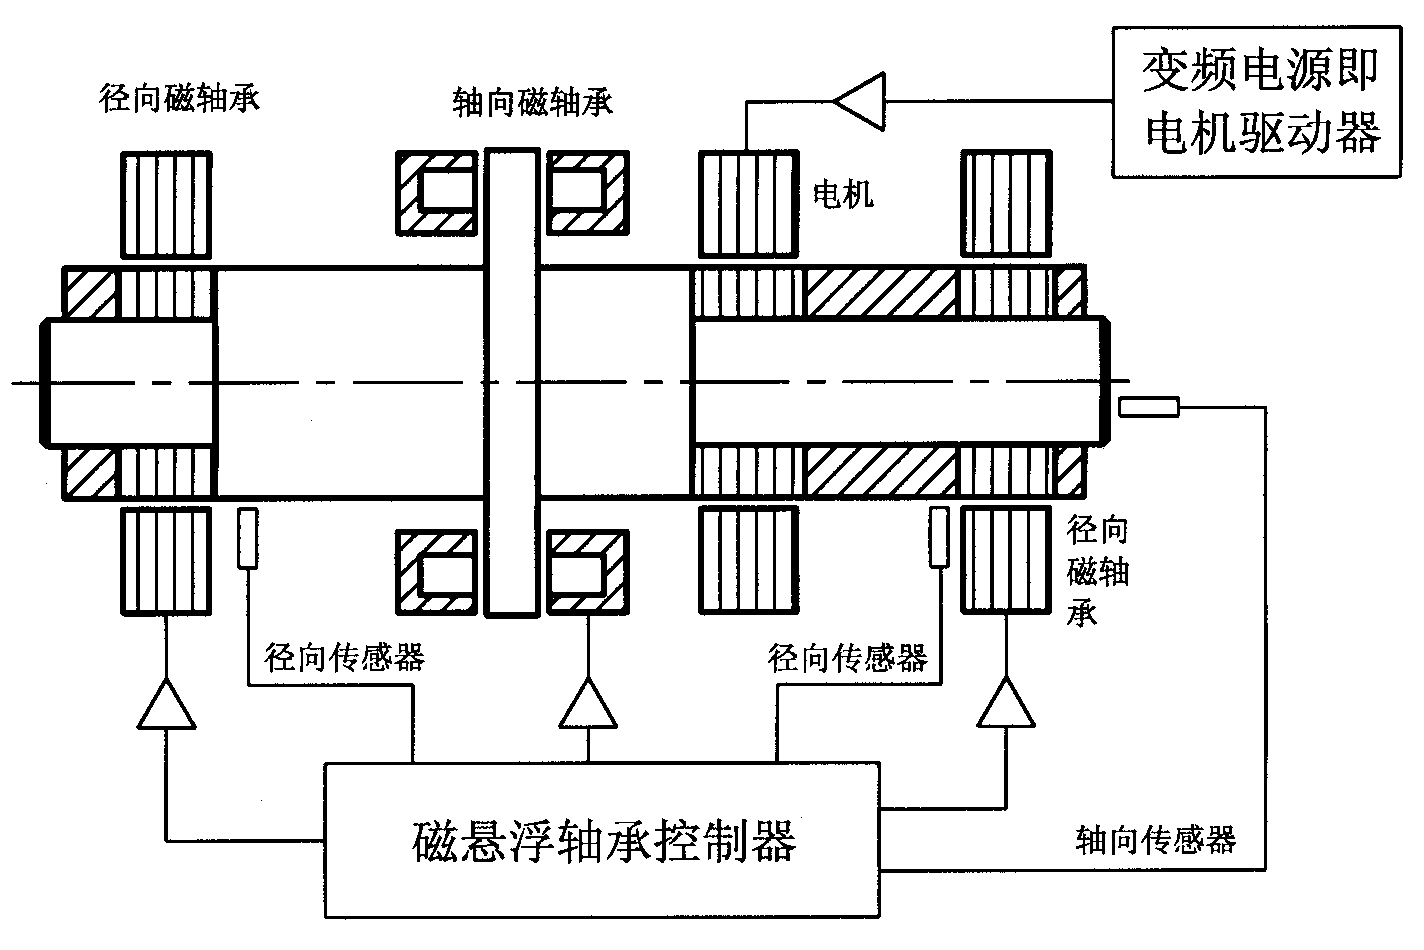 变频电源即
电机驱动器
径向磁轴承
轴向磁轴承
电机
径向
磁轴
承
径向传感器
径向传感器
磁悬浮轴承控制器
轴向传感器